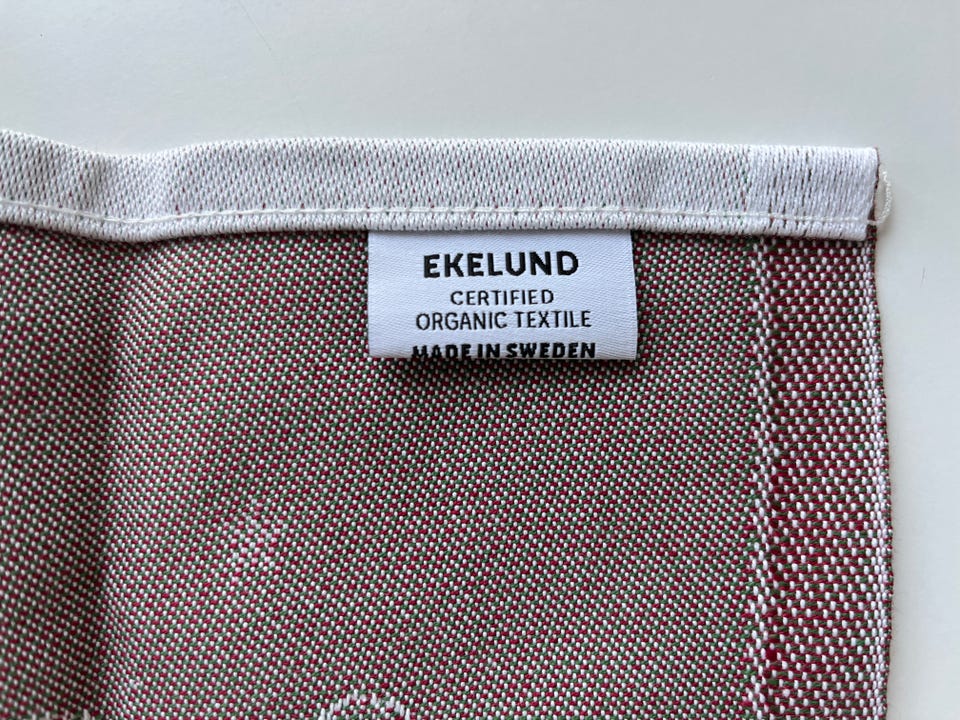 EKELUND
CERTIFIED
ORGANIC TEXTILE
MADE IN SWEDEN